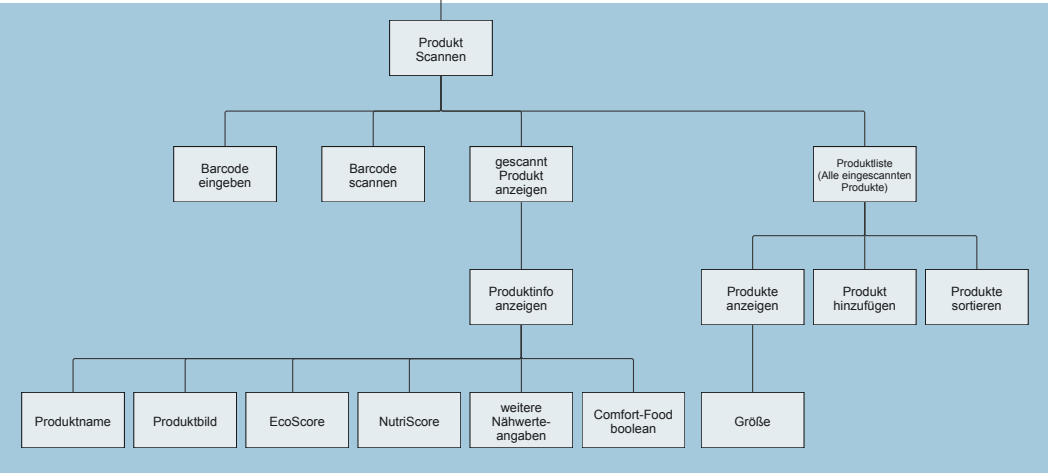 Produkt
Scannen
Barcode
eingeben
Barcode
scannen
gescannt
Produkt
anzeigen
Produktliste
(Alle eingescannten
Produkte)
Produktinfo
anzeigen
Produkte
anzeigen
Produkt
hinzufügen
Produkte
sortieren
Produktname
Produktbild
EcoScore
NutriScore
weitere
Nähwerte-
angaben
Comfort-Food
boolean
Größe